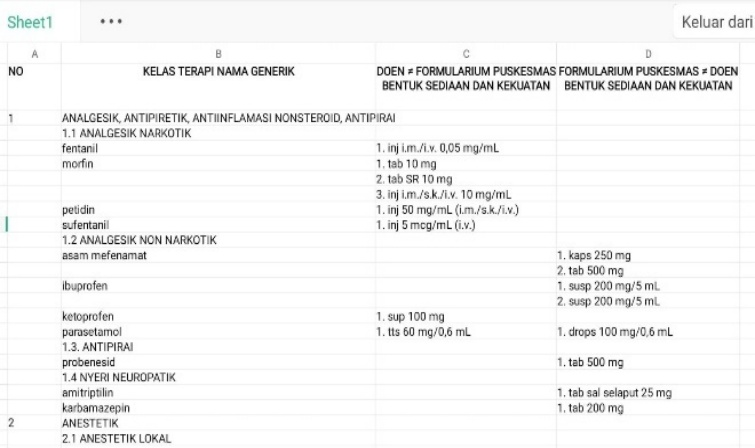 Sheet1 ••• Keluar dari
A B C D
NO KELAS TERAPI NAMA GENERIK DOEN ≠ FORMULARIUM PUSKESMAS FORMULARIUM PUSKESMAS ≠ DOEN
BENTUK SEDIAAN DAN KEKUATAN BENTUK SEDIAAN DAN KEKUATAN
1 ANALGESIK, ANTIPIRETIK, ANTIINFLAMASI NONSTEROID, ANTIPIRAI
1.1 ANALGESIK NARKOTIK
fentanil 1. inj i.m./i.v. 0,05 mg/mL
morfin 1. tab 10 mg
2. tab SR 10 mg
3. inj i.m./s.k./i.v. 10 mg/mL
petidin 1. inj 50 mg/mL (i.m./s.k./i.v.)
sufentanil 1. inj 5 mcg/mL (i.v.)
1.2 ANALGESIK NON NARKOTIK
asam mefenamat 1. kaps 250 mg
2. tab 500 mg
ibuprofen 1. susp 200 mg/5 mL
2. susp 200 mg/5 mL
ketoprofen 1. sup 100 mg
parasetamol 1. tts 60 mg/0,6 mL 1. drops 100 mg/0,6 mL
1.3. ANTIPIRAI
probenesid 1. tab 500 mg
1.4 NYERI NEUROPATIK
amitriptilin 1. tab sal selaput 25 mg
karbamazepin 1. tab 200 mg
2 ANESTETIK
2.1 ANESTETIK LOKAL